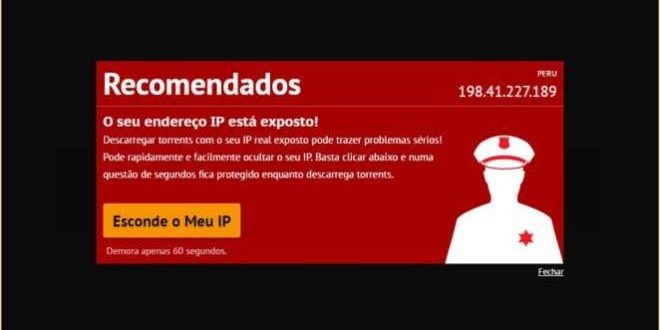 Recomendados
PERU
198.41.227.189
O seu endereço IP está exposto!
Descarregar torrents com o seu IP real exposto pode trazer problemas sérios!
Pode rapidamente e facilmente ocultar o seu IP. Basta clicar abaixo e numa
questão de segundos fica protegido enquanto descarrega torrents.
Esconde o Meu IP
Demora apenas 60 segundos.
Fechar